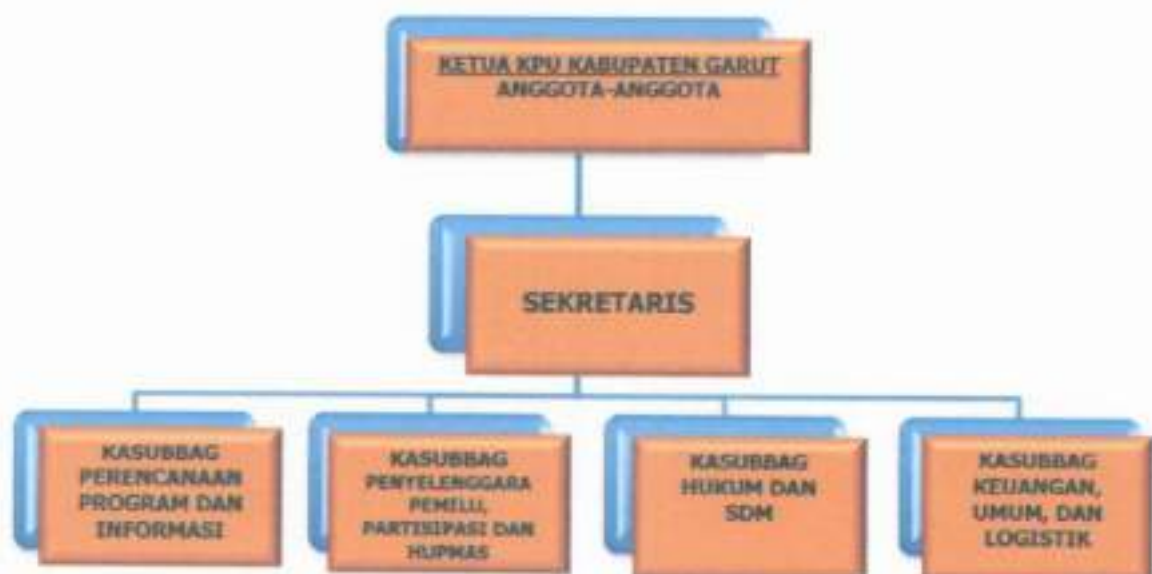 KETUA KPU KABUPATEN GARUT
ANGGOTA-ANGGOTA
SEKRETARIS
KASUBBAG
PERENCANAAN
PROGRAM DAN
INFORMASI
KASUBBAG
PENYELENGGARA
PEMILU,
PARTISIPASI DAN
HUPMAS
KASUBBAG
HUKUM DAN
SDM
KASUBBAG
KEUANGAN,
UMUM, DAN
LOGISTIK